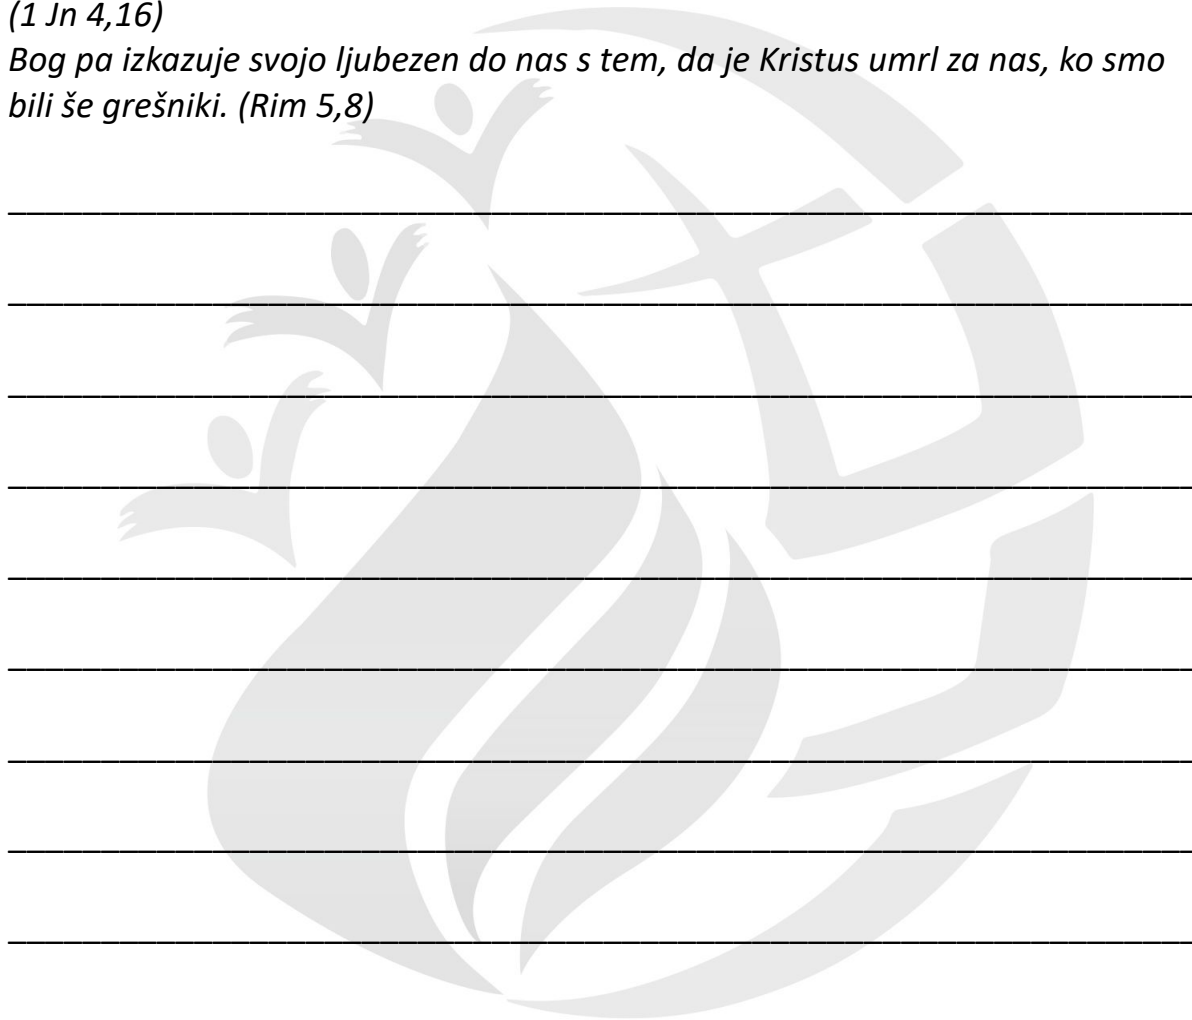 (1 Jn 4,16)
Bog pa izkazuje svojo ljubezen do nas s tem, da je Kristus umrl za nas, ko smo
bili še grešniki. (Rim 5,8)